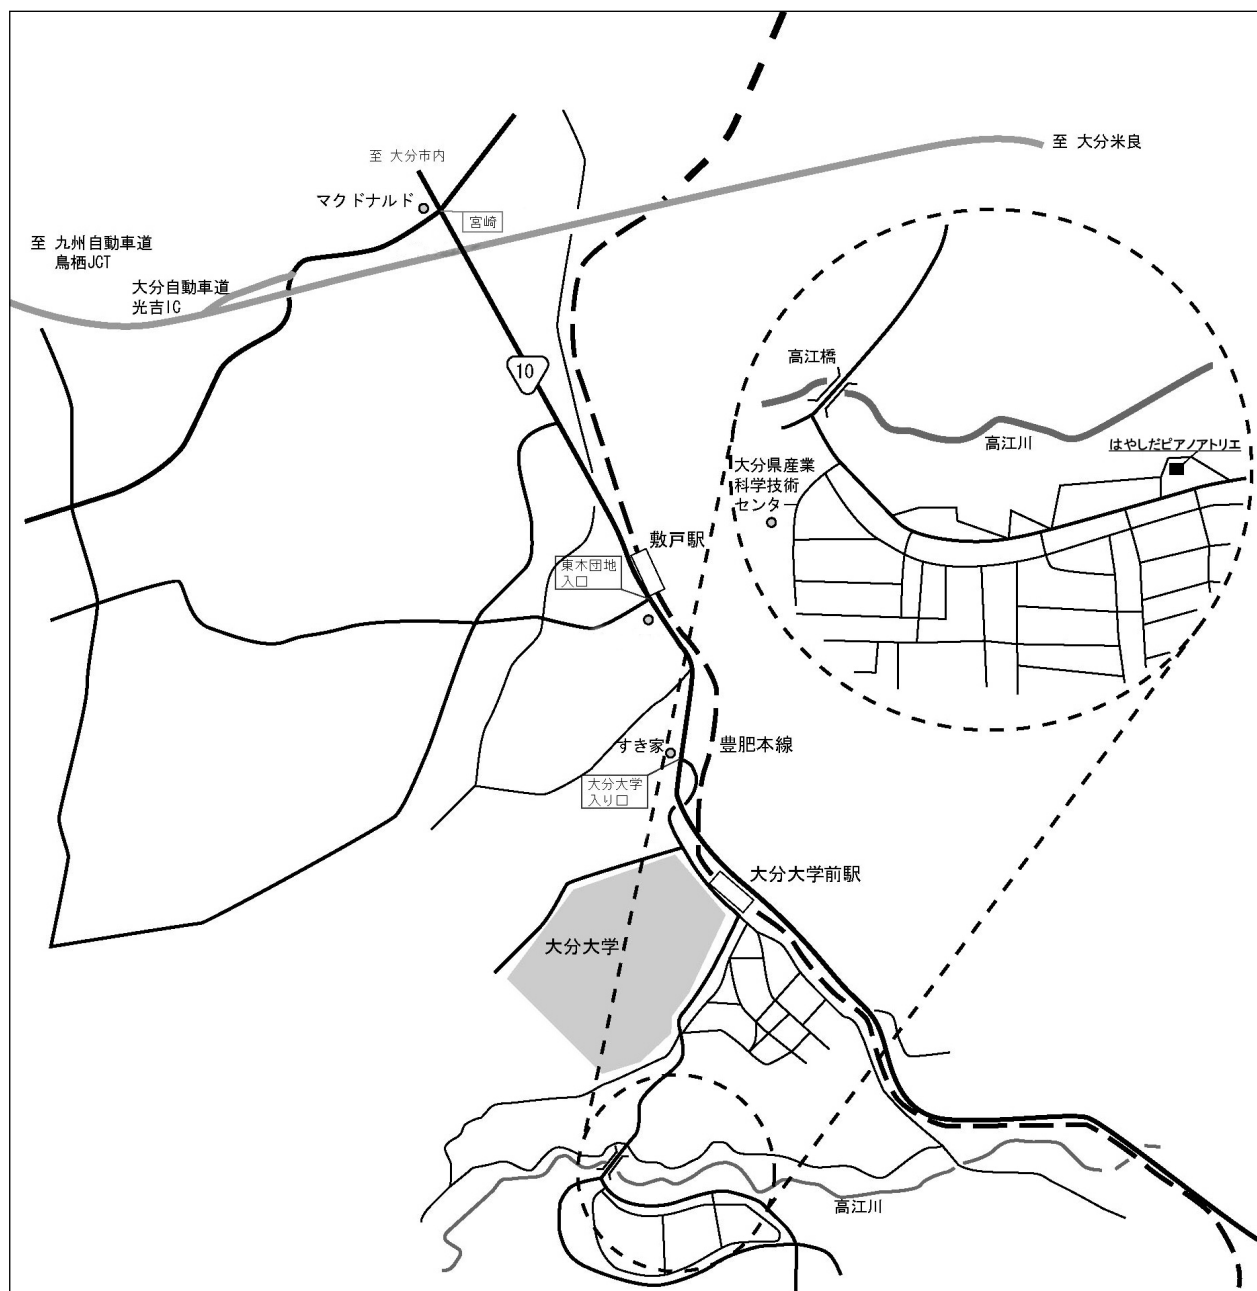 至 大分市内
至 大分米良
マクドナルド
宮崎
至 九州自動車道
鳥栖JCT
大分自動車道
光吉IC
10
高江橋
高江川
はやしだピアノアトリエ
大分県産業
科学技術
センター
敷戸駅
東木団地
入口
すき家
豊肥本線
大分大学
入り口
大分大学前駅
大分大学
高江川